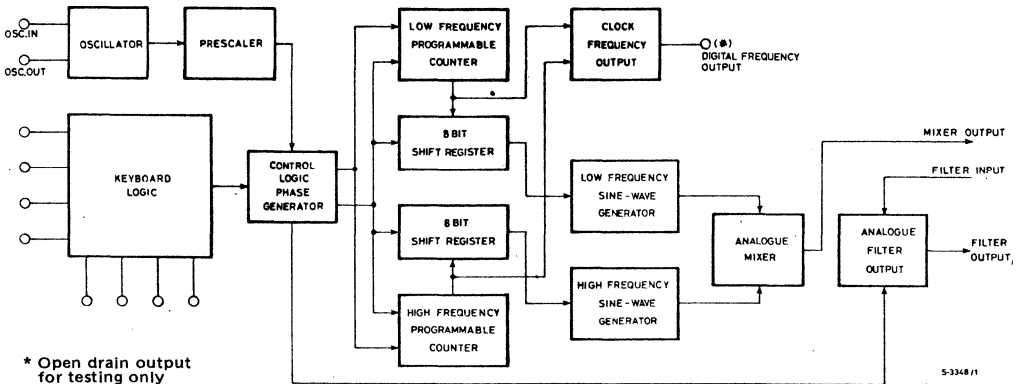 OSC.IN
OSC.OUT
OSCILLATOR
PRESCALER
LOW FREQUENCY
PROGRAMMABLE
COUNTER
CLOCK
FREQUENCY
OUTPUT
(*)
DIGITAL FREQUENCY
OUTPUT
KEYBOARD
LOGIC
CONTROL
LOGIC
PHASE
GENERATOR
8 BIT
SHIFT REGISTER
8 BIT
SHIFT REGISTER
HIGH FREQUENCY
PROGRAMMABLE
COUNTER
LOW FREQUENCY
SINE-WAVE
GENERATOR
HIGH FREQUENCY
SINE-WAVE
GENERATOR
ANALOGUE
MIXER
MIXER OUTPUT
FILTER INPUT
ANALOGUE
FILTER
OUTPUT
FILTER
OUTPUT
* Open drain output
for testing only
S-3348/1